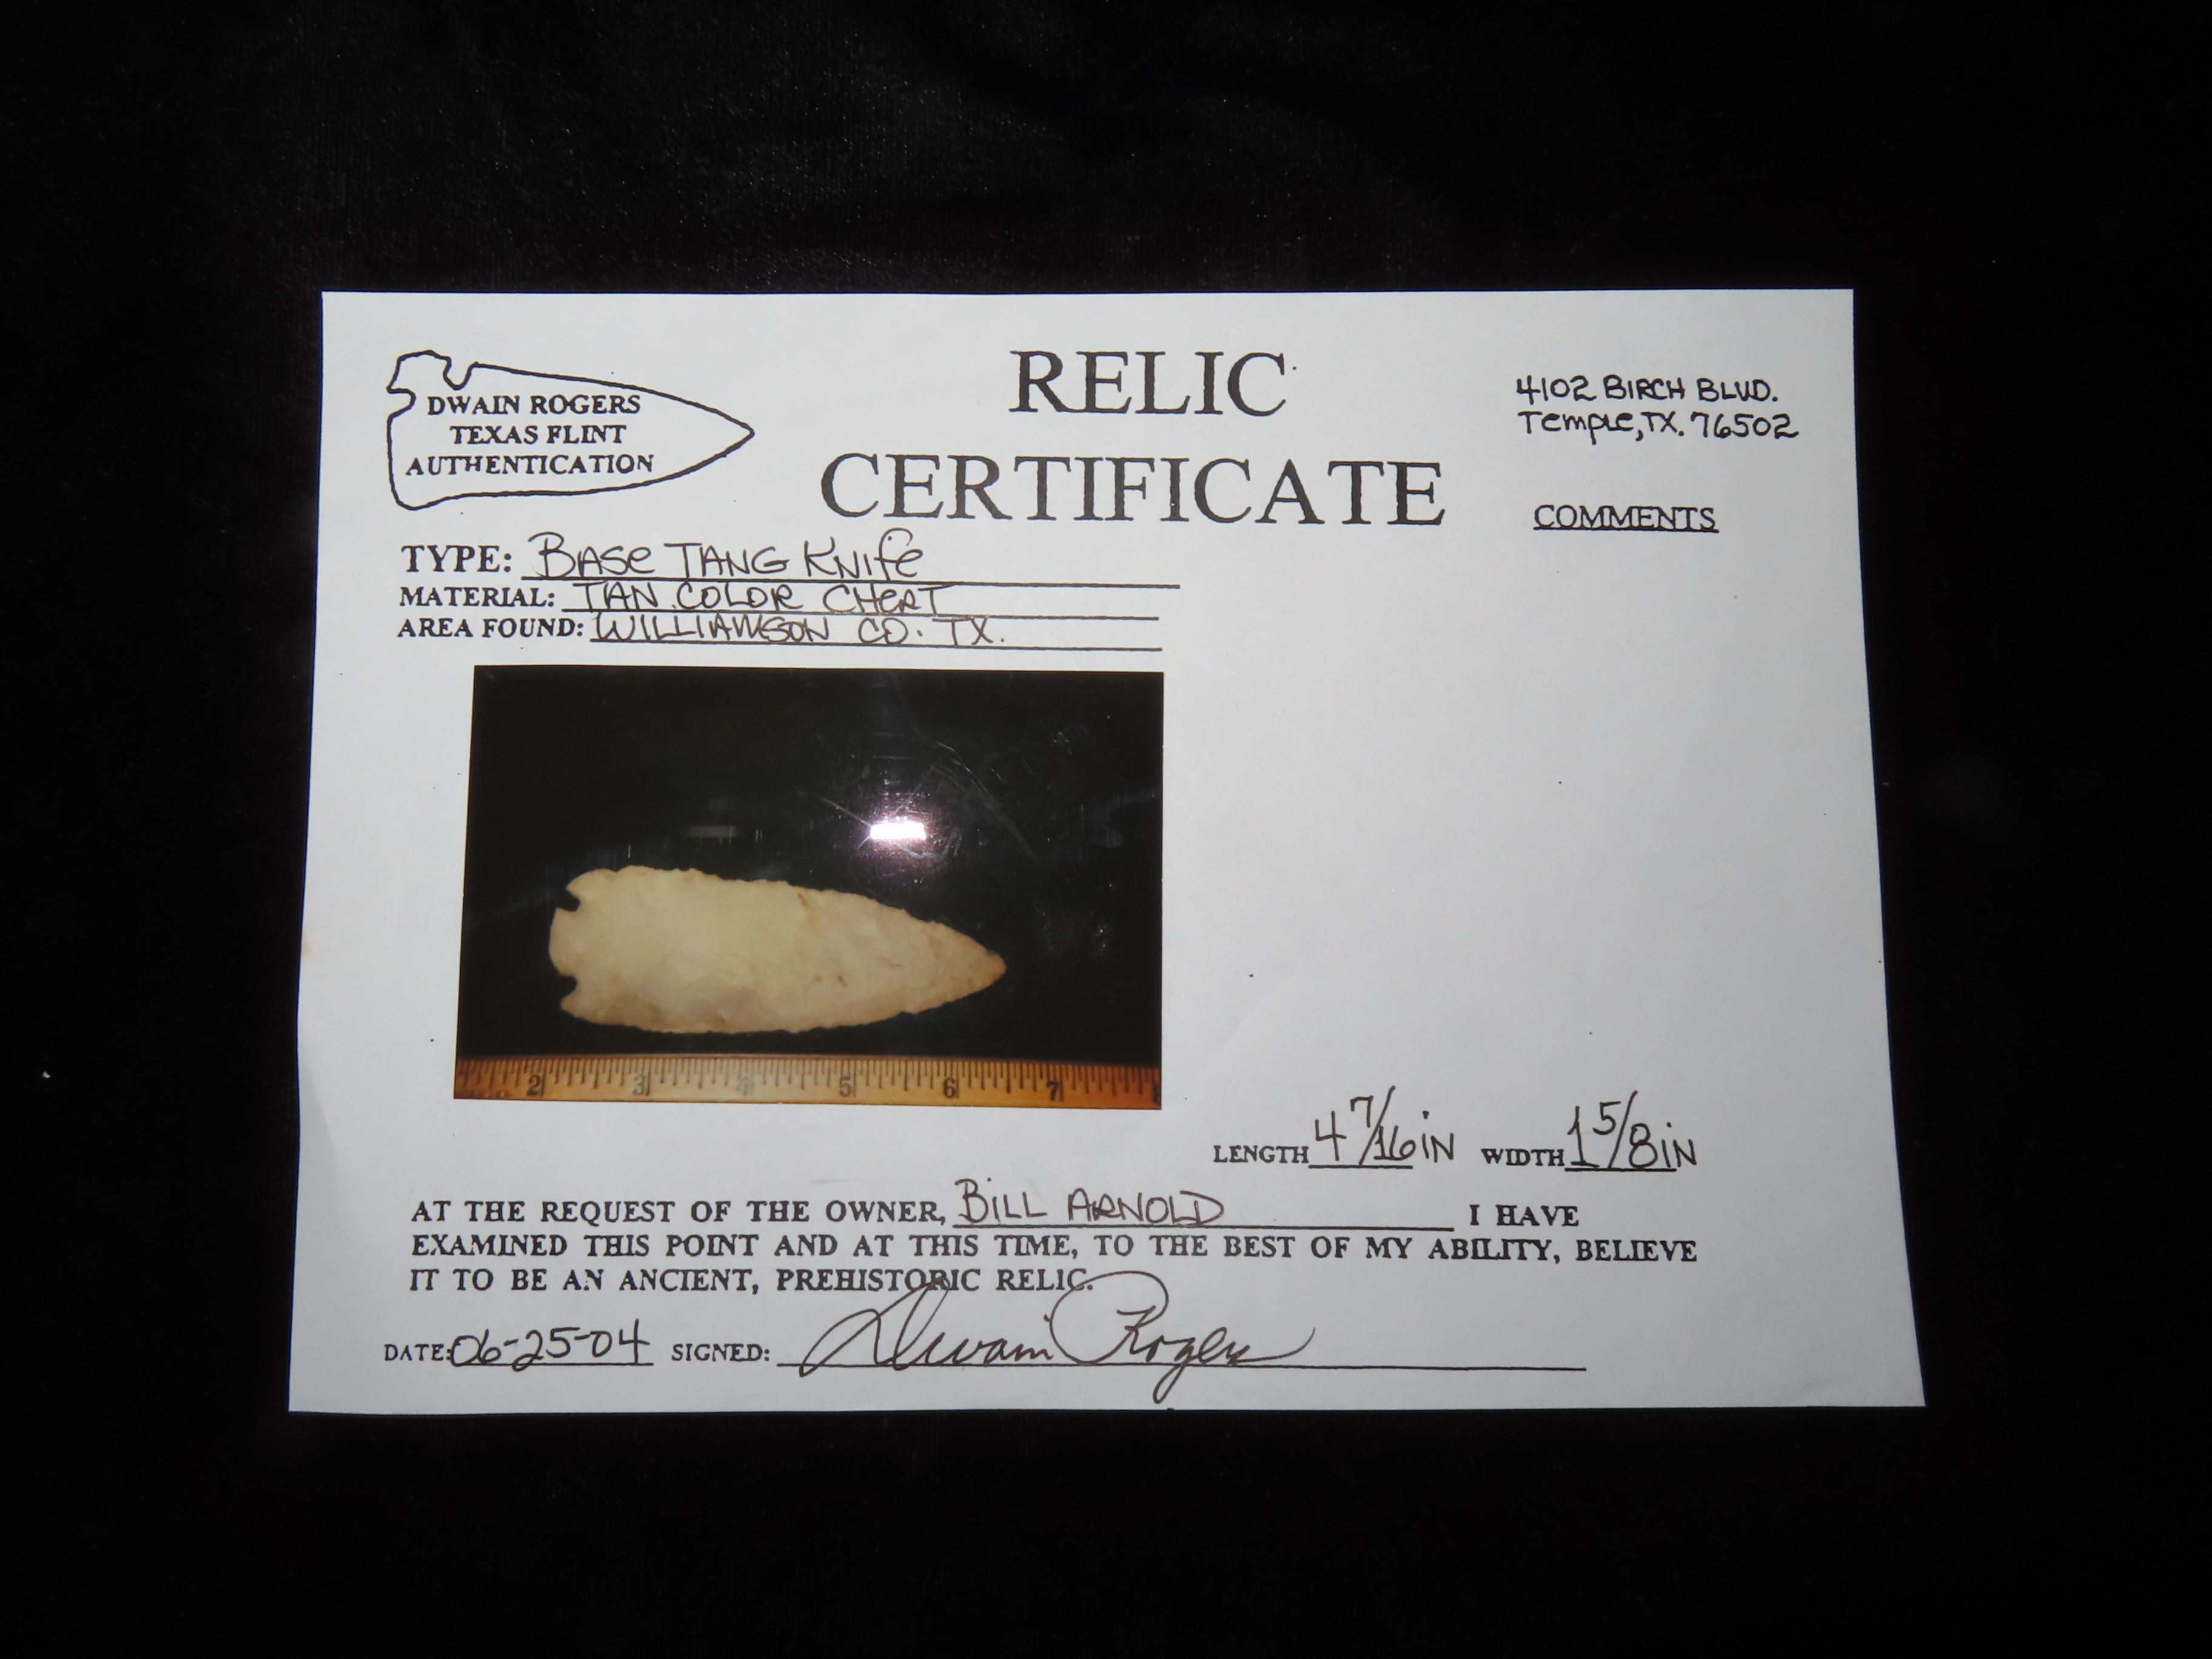 DWAIN ROGERS
TEXAS FLINT
AUTHENTICATION
RELIC
CERTIFICATE
4102 BIRCH BLVD.
Temple, TX. 76502
COMMENTS
TYPE: BASE TANG KNIFE
MATERIAL: TAN COLOR CHERT
AREA FOUND: WILLIAMSON CO. TX.
2 3 4 5 6 7
LENGTH 4 7/16 IN WIDTH 1 5/8 IN
AT THE REQUEST OF THE OWNER, BILL ARNOLD I HAVE
EXAMINED THIS POINT AND AT THIS TIME, TO THE BEST OF MY ABILITY, BELIEVE
IT TO BE AN ANCIENT, PREHISTORIC RELIC.
DATE: 06-25-04 SIGNED: Dwain Rogers